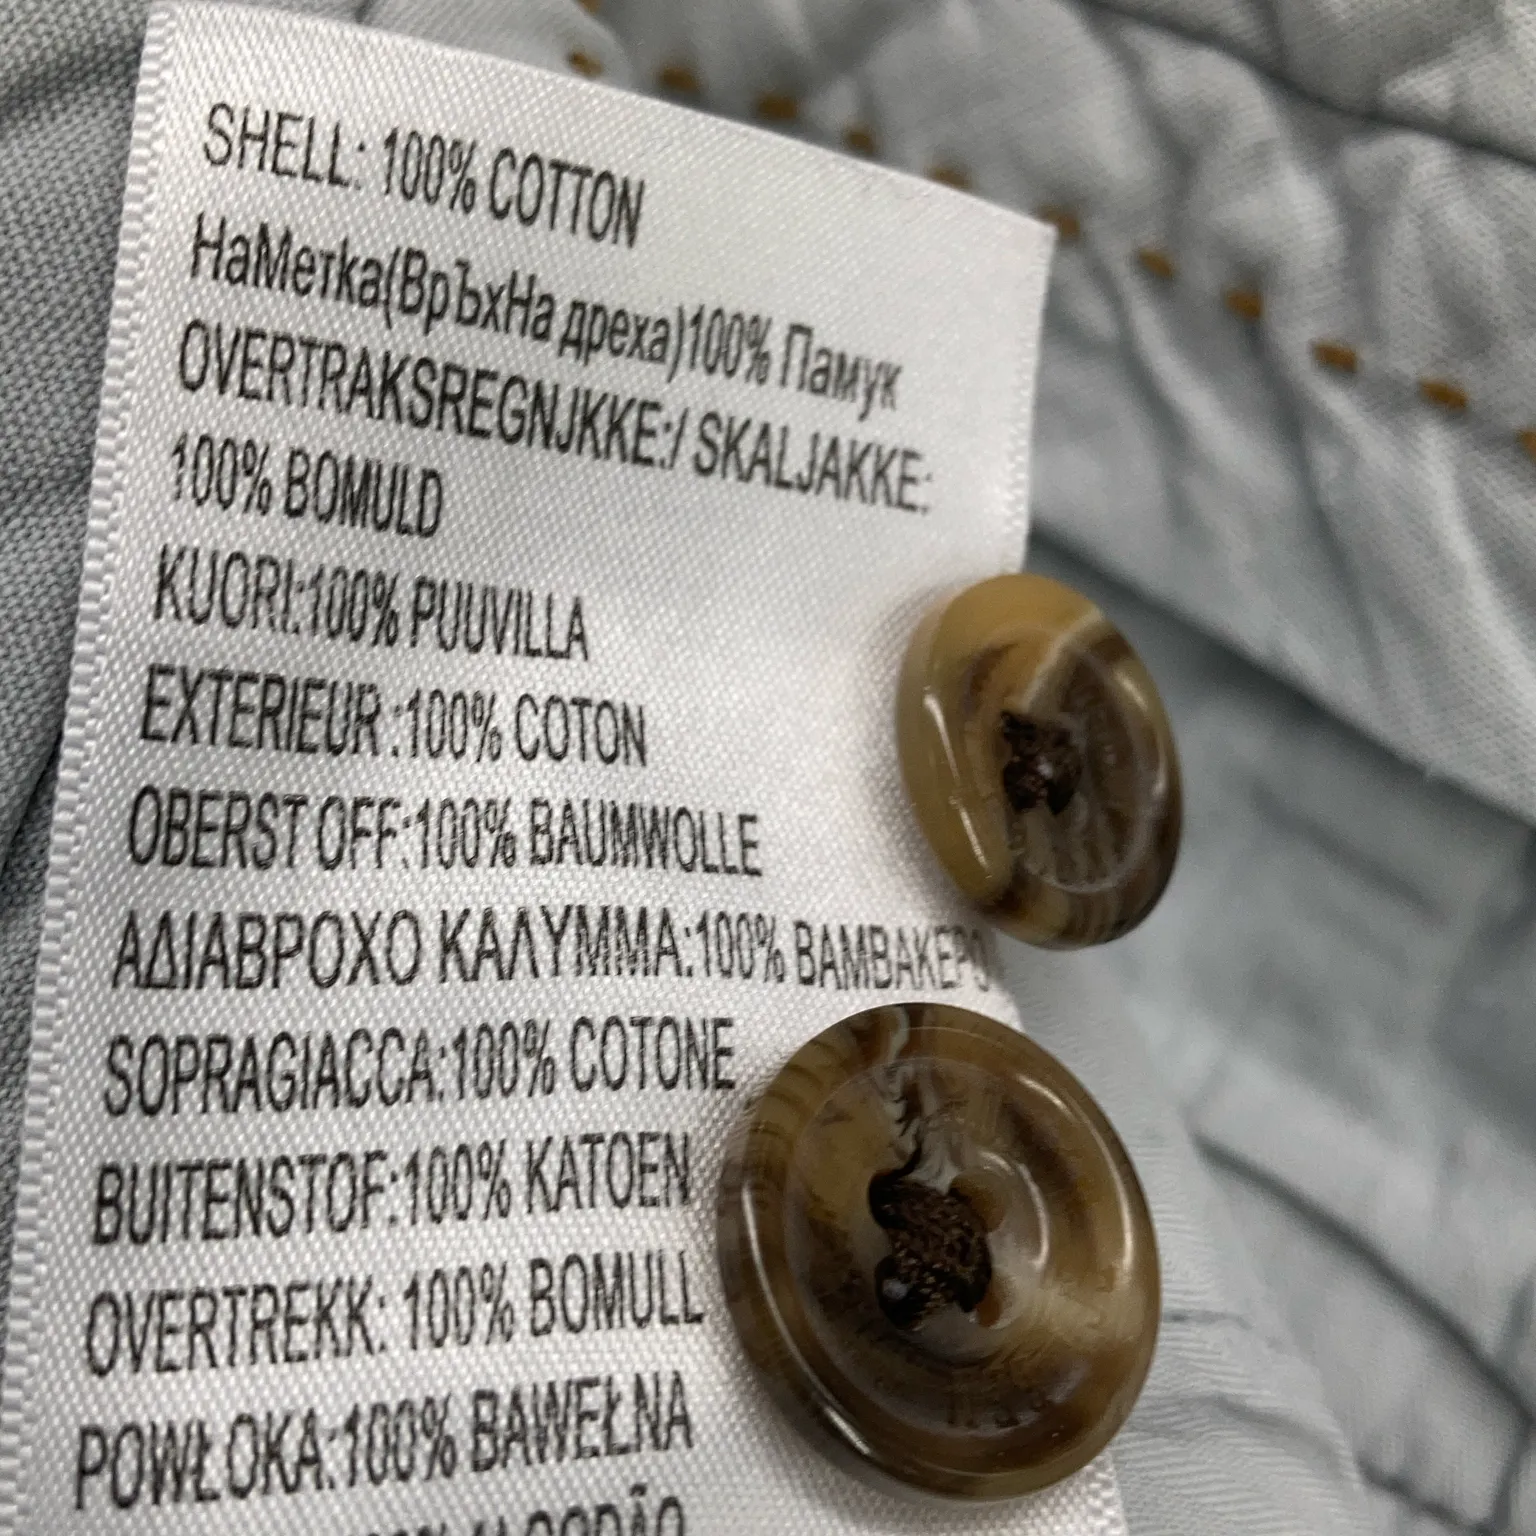 SHELL: 100% COTTON
НаМетка(ВрЪхНа дреха)100% Памук
OVERTRAKSREGNJKKE:/ SKALJAKKE:
100% BOMULD
KUORI:100% PUUVILLA
EXTERIEUR :100% COTON
OBERST OFF:100% BAUMWOLLE
ΑΔΙΑΒΡΟΧΟ ΚΑΛΥΜΜΑ:100%
SOPRAGIACCA:100% COTONE
BUITENSTOF:100% KATOEN
OVERTREKK: 100% BOMULL
POWŁOKA:100% BAWEŁNA
ALGODÃO